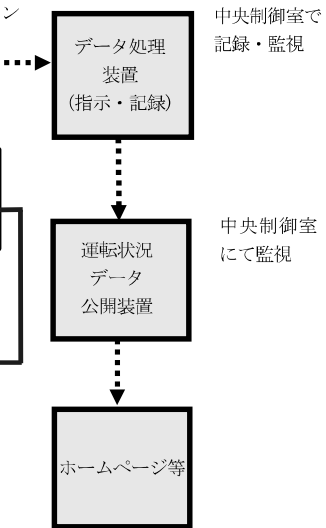 ン
中央制御室で
記録・監視
データ処理
装置
(指示・記録)
中央制御室
にて監視
運転状況
データ
公開装置
ホームページ等